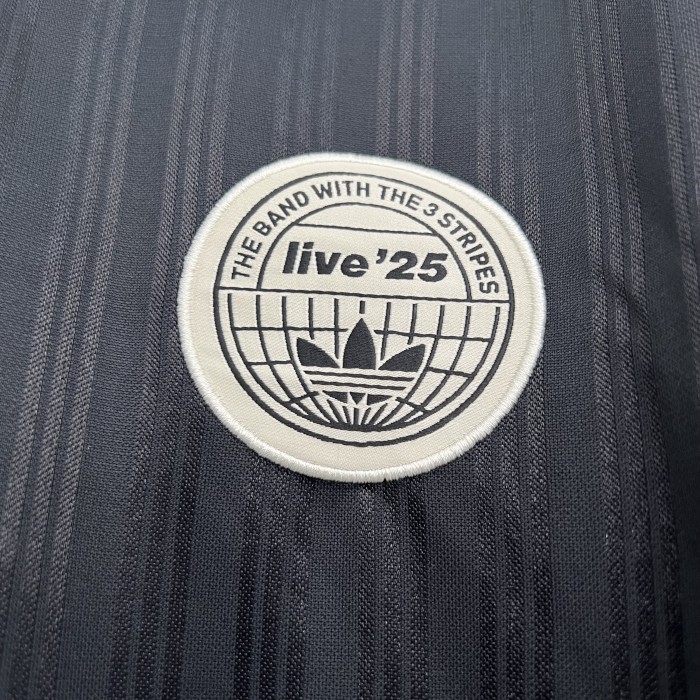 THE BAND WITH THE 3 STRIPES
live '25